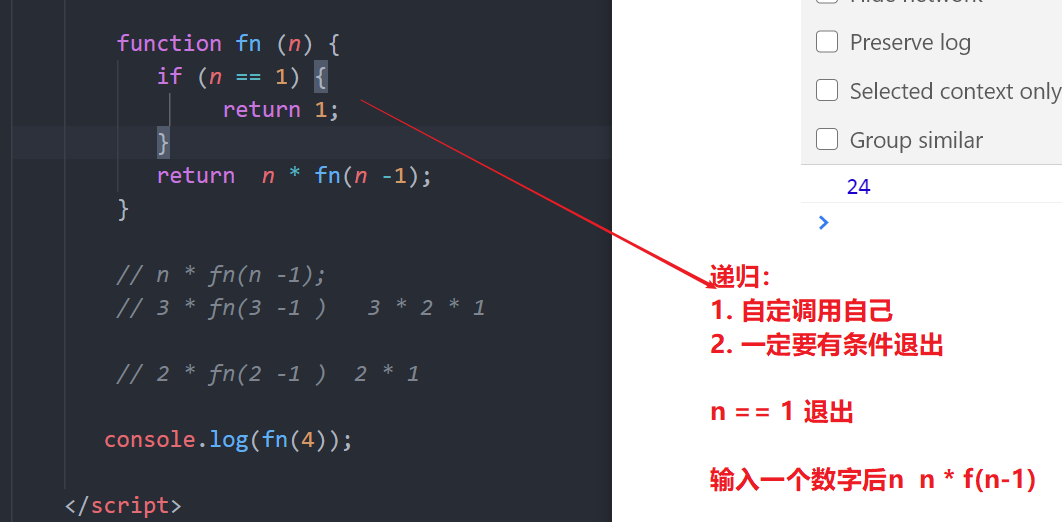 function fn (n) {
if (n == 1) {
return 1;
}
return n * fn(n -1);
}
// n * fn(n -1);
// 3 * fn(3 -1 ) 3 * 2 * 1
// 2 * fn(2 -1 ) 2 * 1
console.log(fn(4));
</script>
Hide network
Preserve log
Selected context only
Group similar
24
递归：
1. 自定调用自己
2. 一定要有条件退出
n == 1 退出
输入一个数字后n n * f(n-1)